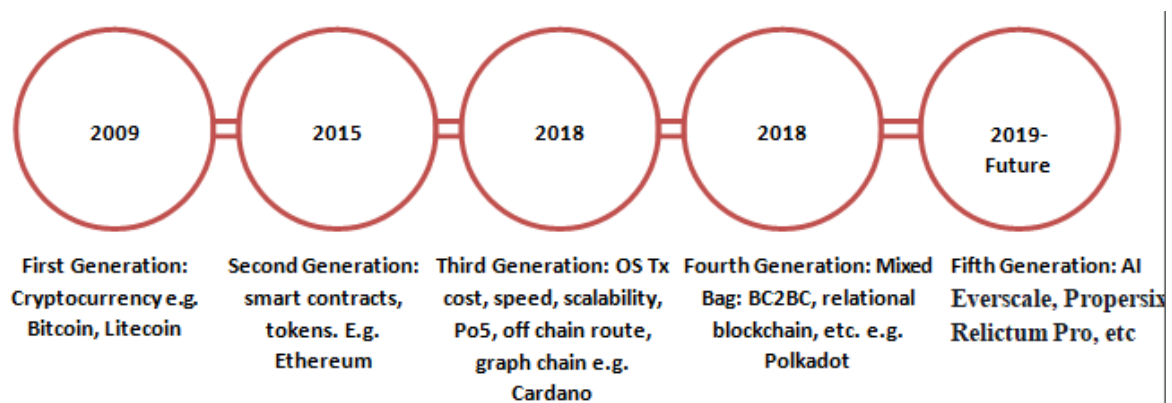 2009
2015
2018
2018
2019-
Future
First Generation:
Cryptocurrency e.g.
Bitcoin, Litecoin
Second Generation:
smart contracts,
tokens. E.g.
Ethereum
Third Generation: OS Tx
cost, speed, scalability,
Po5, off chain route,
graph chain e.g.
Cardano
Fourth Generation: Mixed
Bag: BC2BC, relational
blockchain, etc. e.g.
Polkadot
Fifth Generation: AI
Everscale, Propersix
Relictum Pro, etc